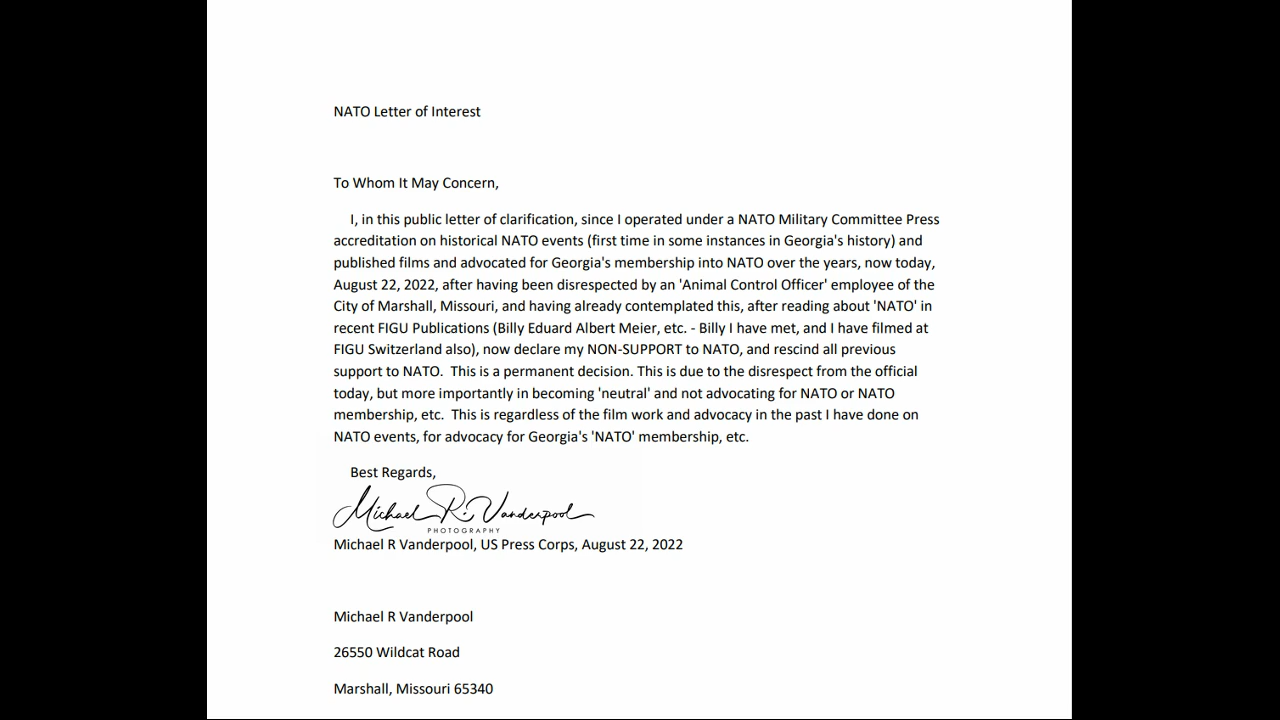 NATO Letter of Interest
To Whom It May Concern,
I, in this public letter of clarification, since I operated under a NATO Military Committee Press
accreditation on historical NATO events (first time in some instances in Georgia's history) and
published films and advocated for Georgia's membership into NATO over the years, now today,
August 22, 2022, after having been disrespected by an 'Animal Control Officer' employee of the
City of Marshall, Missouri, and having already contemplated this, after reading about 'NATO' in
recent FIGU Publications (Billy Eduard Albert Meier, etc. - Billy I have met, and I have filmed at
FIGU Switzerland also), now declare my NON-SUPPORT to NATO, and rescind all previous
support to NATO.  This is a permanent decision. This is due to the disrespect from the official
today, but more importantly in becoming 'neutral' and not advocating for NATO or NATO
membership, etc.  This is regardless of the film work and advocacy in the past I have done on
NATO events, for advocacy for Georgia's 'NATO' membership, etc.
Best Regards,
Michael R. Vanderpool
PHOTOGRAPHY
Michael R Vanderpool, US Press Corps, August 22, 2022
Michael R Vanderpool
26550 Wildcat Road
Marshall, Missouri 65340